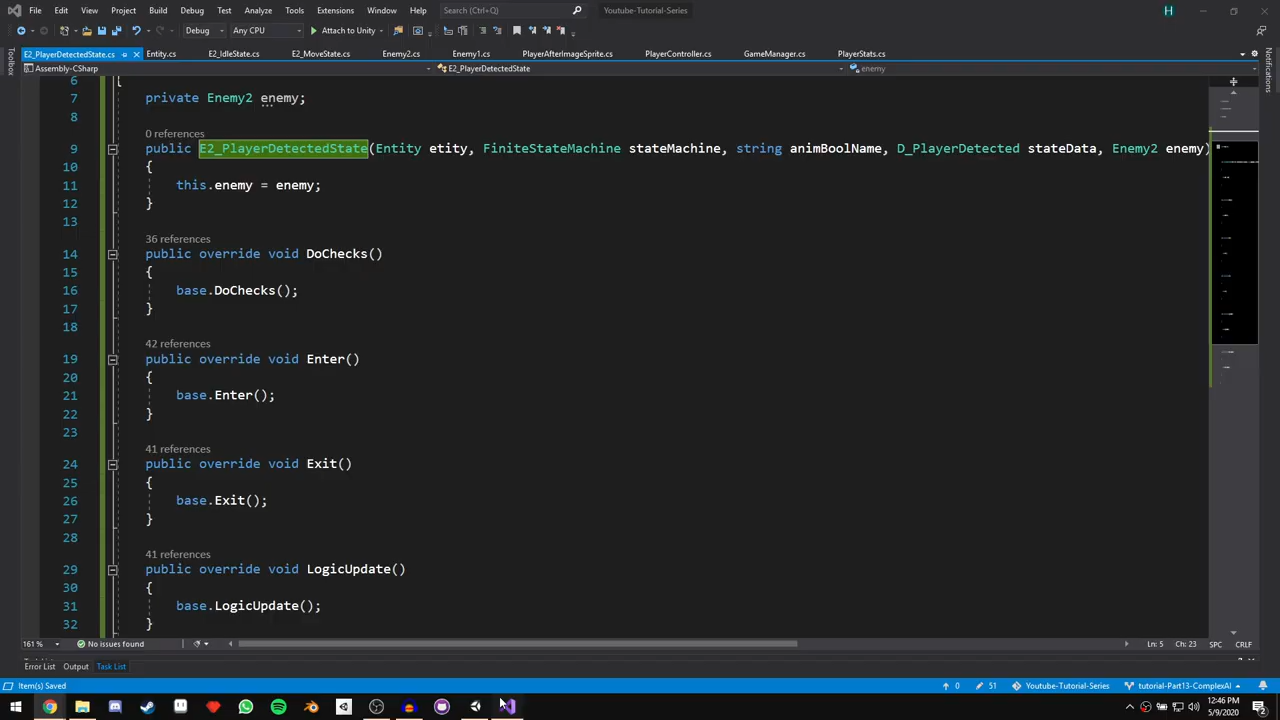 File Edit View Project Build Debug Test Analyze Tools Extensions Window Help Search (Ctrl+Q) Youtube-Tutorial-Series H
Debug Any CPU Attach to Unity
E2_PlayerDetectedState.cs Entity.cs E2_IdleState.cs E2_MoveState.cs Enemy2.cs Enemy1.cs PlayerAfterImageSprite.cs PlayerController.cs GameManager.cs PlayerStats.cs
Toolbox
Notifications
Assembly-CSharp E2_PlayerDetectedState enemy
6 {
7 private Enemy2 enemy;
8
0 references
9 public E2_PlayerDetectedState(Entity etity, FiniteStateMachine stateMachine, string animBoolName, D_PlayerDetected stateData, Enemy2 enemy)
10 {
11 this.enemy = enemy;
12 }
13
36 references
14 public override void DoChecks()
15 {
16 base.DoChecks();
17 }
18
42 references
19 public override void Enter()
20 {
21 base.Enter();
22 }
23
41 references
24 public override void Exit()
25 {
26 base.Exit();
27 }
28
41 references
29 public override void LogicUpdate()
30 {
31 base.LogicUpdate();
32 }
161 % No issues found Ln: 5 Ch: 23 SPC CRLF
Error List Output Task List
Item(s) Saved 0 51 Youtube-Tutorial-Series tutorial-Part13-ComplexAI
12:46 PM
5/9/2020